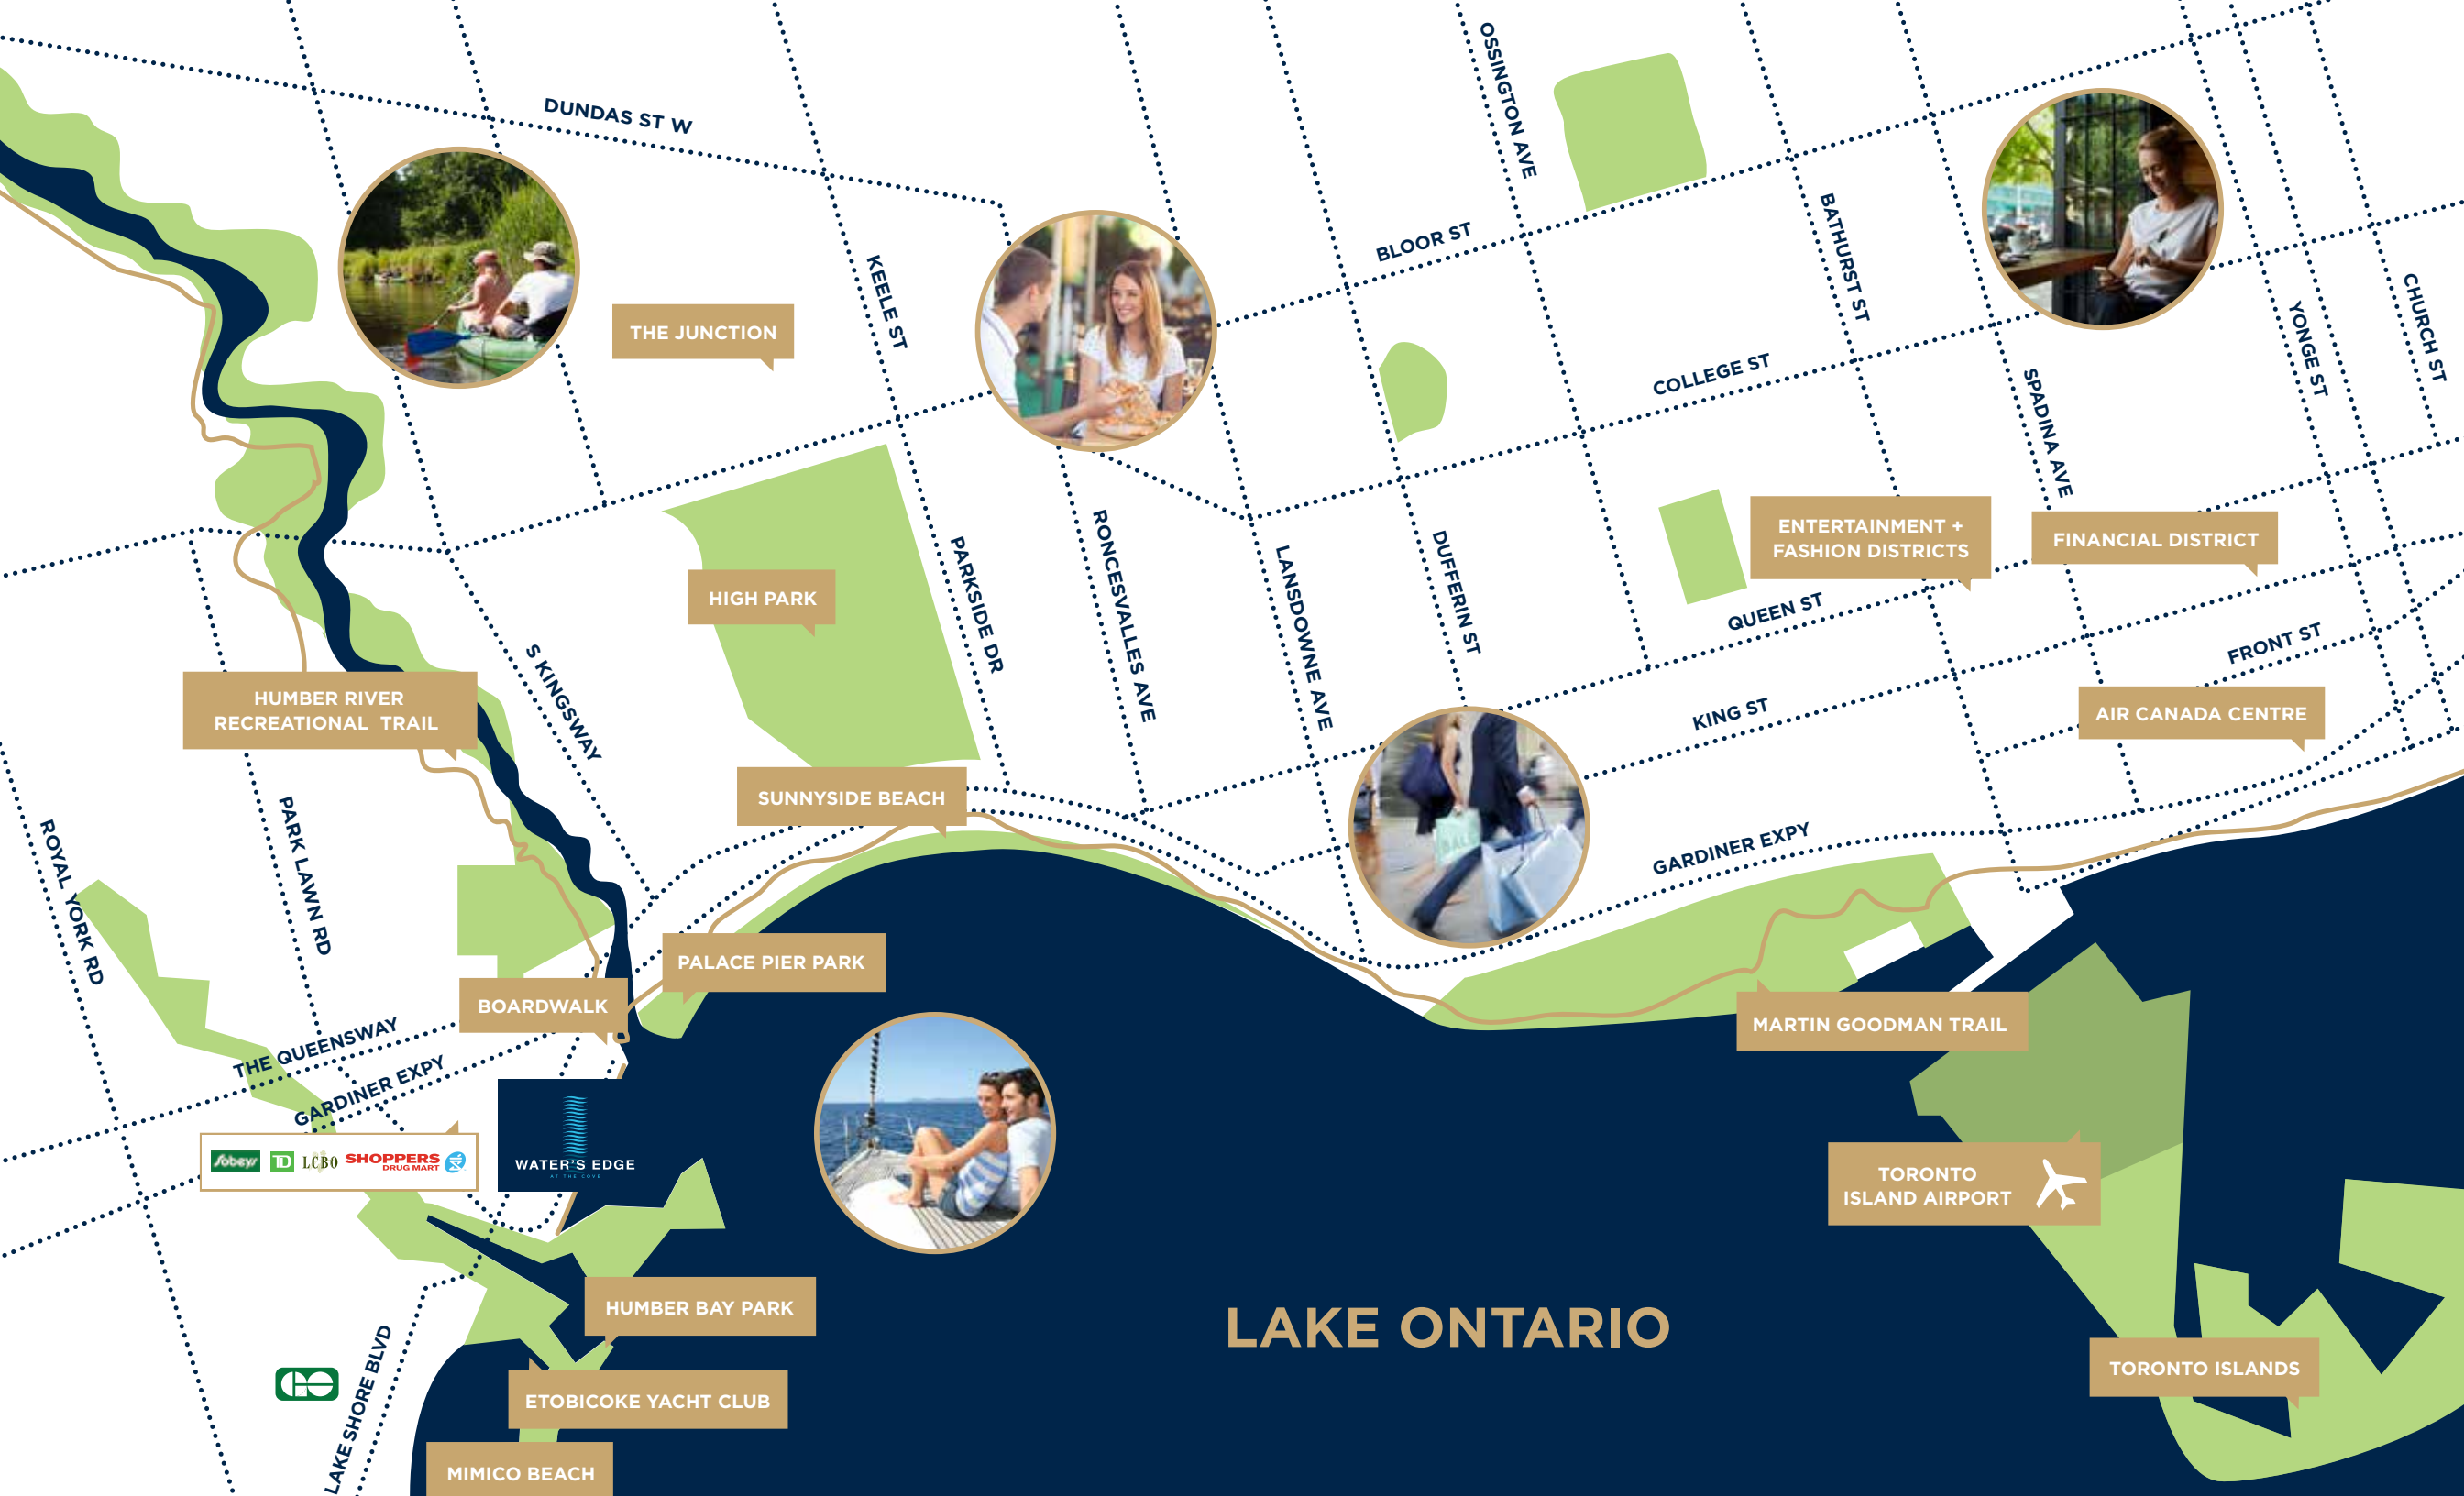 OSSINGTON AVE
DUNDAS ST W
BATHURST ST
BLOOR ST
KEELE ST
CHURCH ST
YONGE ST
THE JUNCTION
COLLEGE ST
SPADINA AVE
ENTERTAINMENT +
FASHION DISTRICTS
FINANCIAL DISTRICT
PARKSIDE DR
RONCESVALLES AVE
LANSDOWNE AVE
DUFFERIN ST
HIGH PARK
QUEEN ST
FRONT ST
S KINGSWAY
HUMBER RIVER
RECREATIONAL TRAIL
KING ST
AIR CANADA CENTRE
SUNNYSIDE BEACH
PARK LAWN RD
ROYAL YORK RD
GARDINER EXPY
PALACE PIER PARK
BOARDWALK
MARTIN GOODMAN TRAIL
THE QUEENSWAY
GARDINER EXPY
Sobeys
TD
LCBO
SHOPPERS
DRUG MART
WATER'S EDGE
AT THE COVE
TORONTO
ISLAND AIRPORT
HUMBER BAY PARK
LAKE ONTARIO
TORONTO ISLANDS
GO
LAKE SHORE BLVD
ETOBICOKE YACHT CLUB
MIMICO BEACH